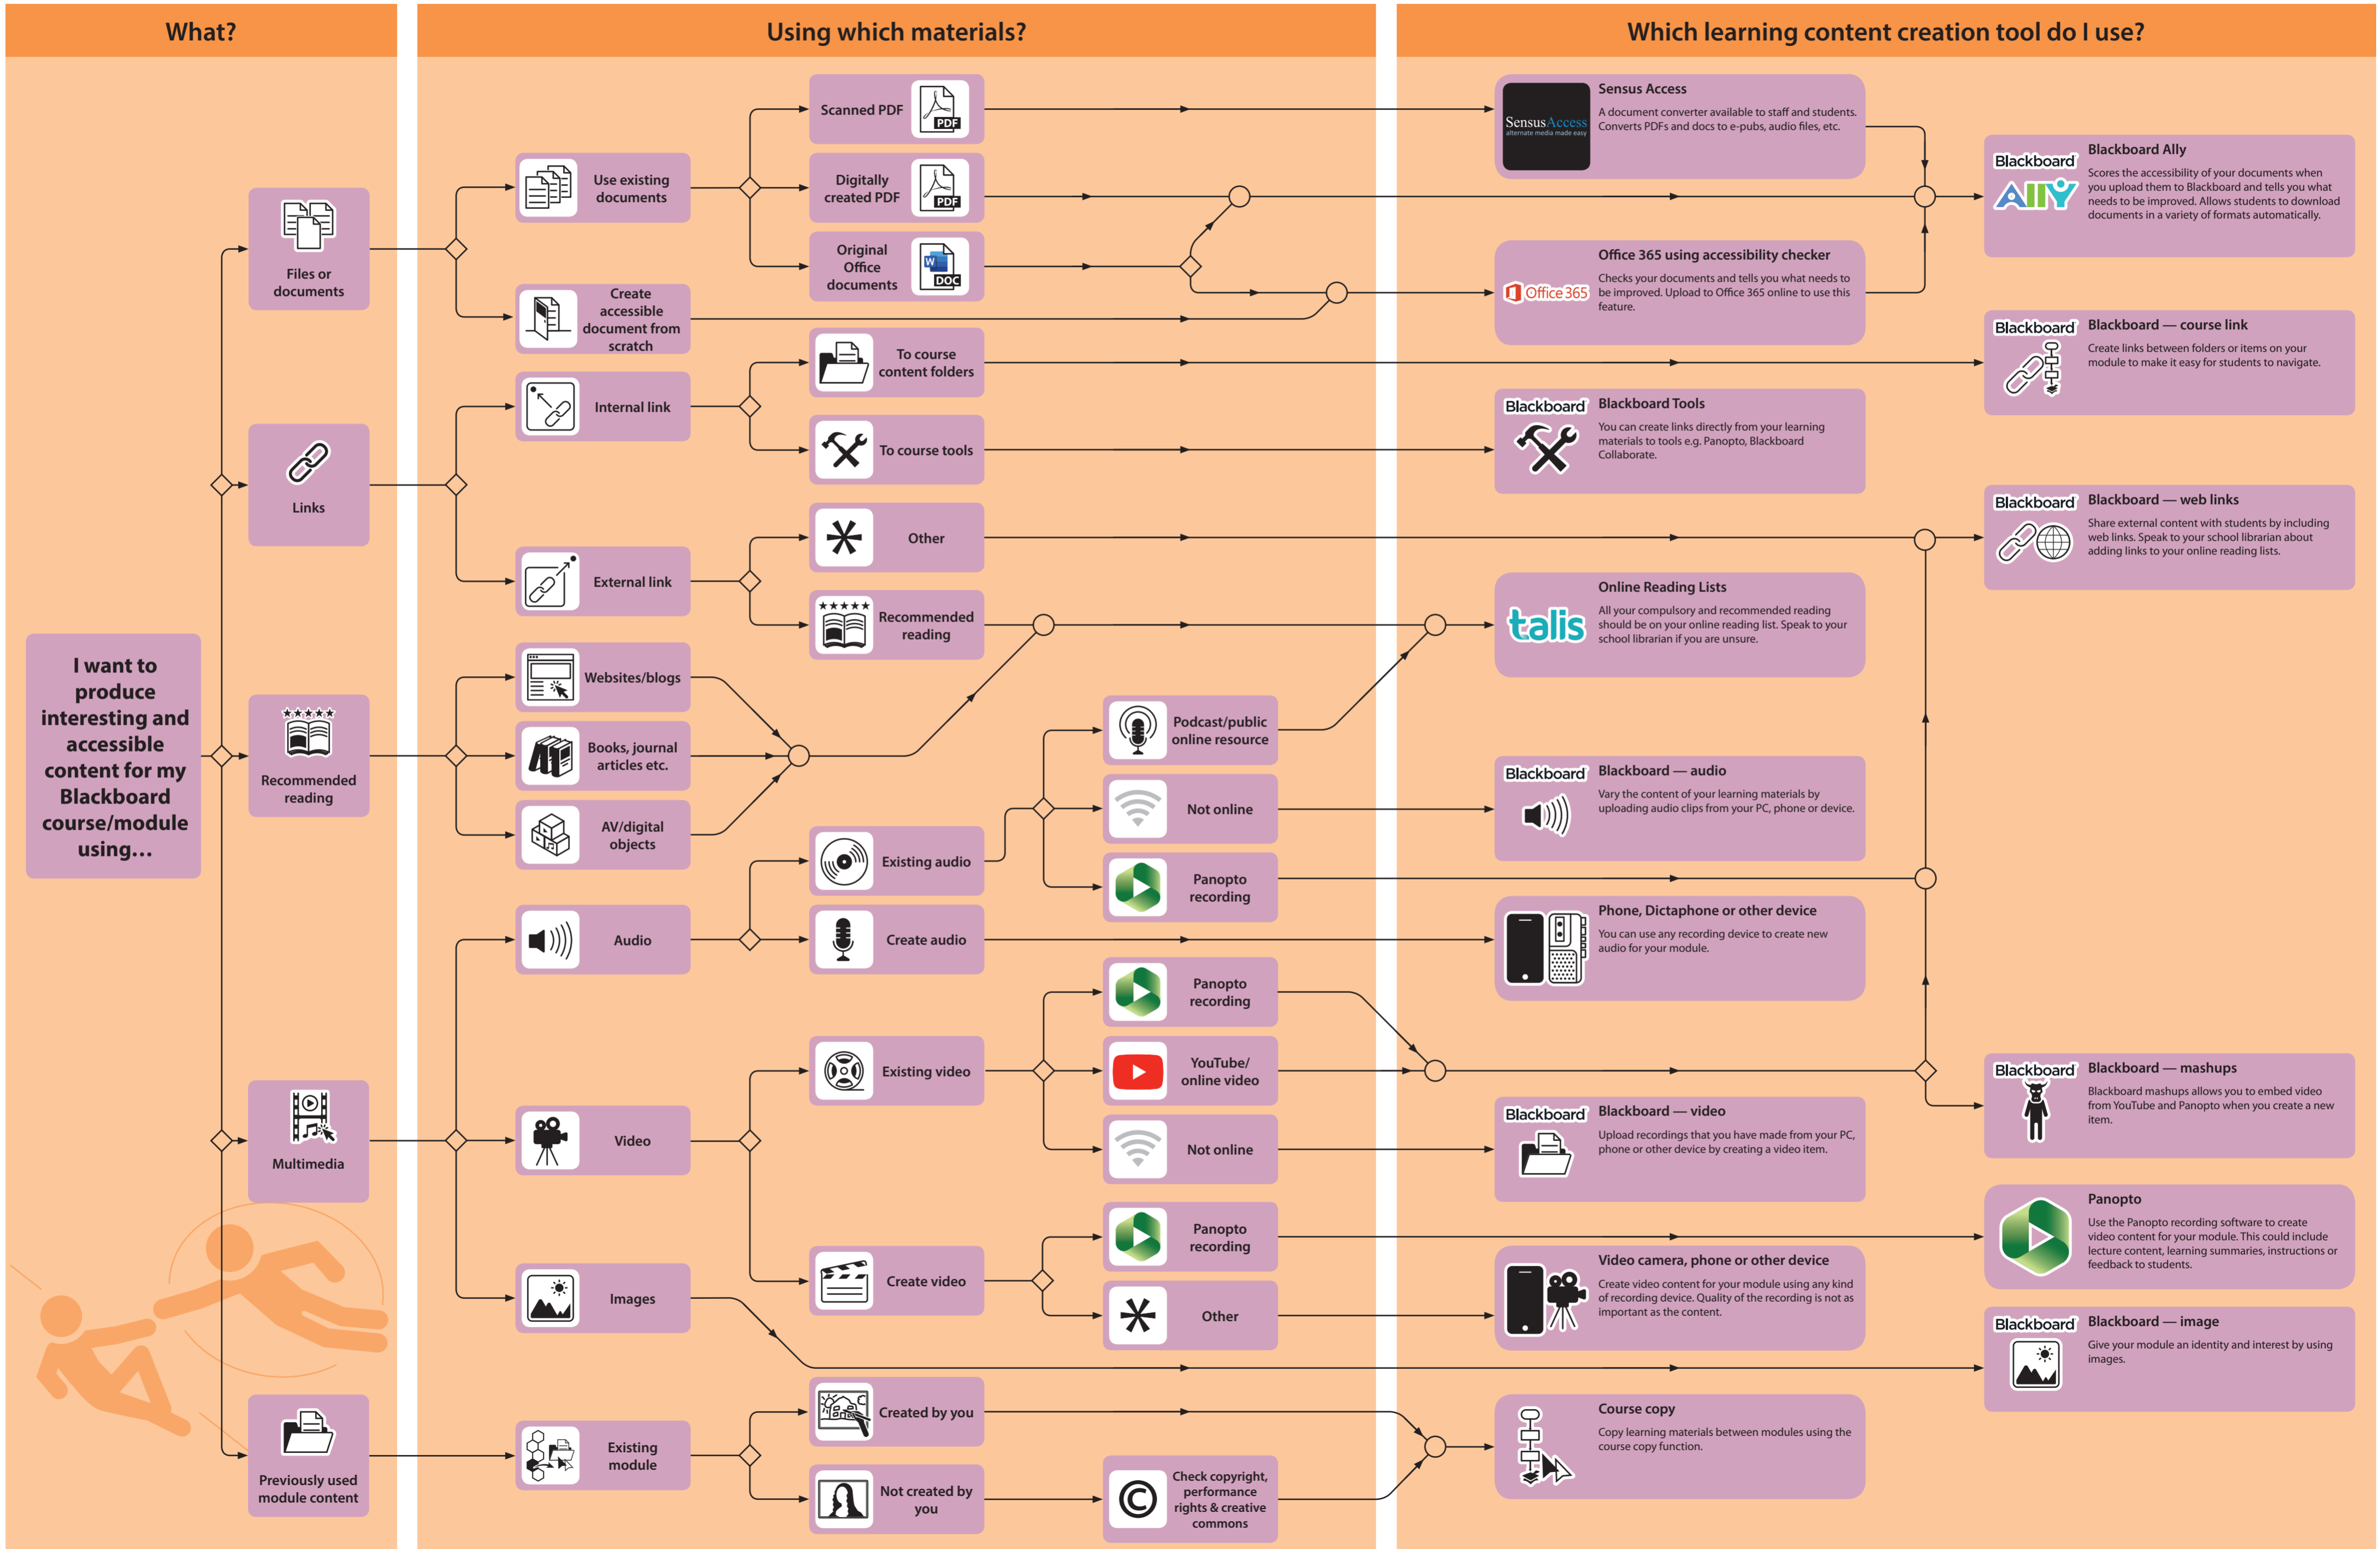 What?
Using which materials?
Which learning content creation tool do I use?
I want to
produce
interesting and
accessible
content for my
Blackboard
course/module
using…
Files or
documents
Links
Recommended
reading
Multimedia
Previously used
module content
Use existing
documents
Create
accessible
document from
scratch
Internal link
External link
Websites/blogs
Books, journal
articles etc.
AV/digital
objects
Audio
Video
Images
Existing
module
Scanned PDF
PDF
Digitally
created PDF
PDF
Original
Office
documents
W
DOC
To course
content folders
To course tools
Other
Recommended
reading
Existing audio
Create audio
Existing video
Create video
Created by you
Not created by
you
Podcast/public
online resource
Not online
Panopto
recording
Panopto
recording
YouTube/
online video
Not online
Panopto
recording
Other
©
Check copyright,
performance
rights & creative
commons
SensusAccess
alternate media made easy
Sensus Access
A document converter available to staff and students.
Converts PDFs and docs to e-pubs, audio files, etc.
Office 365
Office 365 using accessibility checker
Checks your documents and tells you what needs to
be improved. Upload to Office 365 online to use this
feature.
Blackboard
Blackboard Tools
You can create links directly from your learning
materials to tools e.g. Panopto, Blackboard
Collaborate.
talis
Online Reading Lists
All your compulsory and recommended reading
should be on your online reading list. Speak to your
school librarian if you are unsure.
Blackboard
Blackboard — audio
Vary the content of your learning materials by
uploading audio clips from your PC, phone or device.
Phone, Dictaphone or other device
You can use any recording device to create new
audio for your module.
Blackboard
Blackboard — video
Upload recordings that you have made from your PC,
phone or other device by creating a video item.
Video camera, phone or other device
Create video content for your module using any kind
of recording device. Quality of the recording is not as
important as the content.
Course copy
Copy learning materials between modules using the
course copy function.
Blackboard
Ally
Blackboard Ally
Scores the accessibility of your documents when
you upload them to Blackboard and tells you what
needs to be improved. Allows students to download
documents in a variety of formats automatically.
Blackboard
Blackboard — course link
Create links between folders or items on your
module to make it easy for students to navigate.
Blackboard
Blackboard — web links
Share external content with students by including
web links. Speak to your school librarian about
adding links to your online reading lists.
Blackboard
Blackboard — mashups
Blackboard mashups allows you to embed video
from YouTube and Panopto when you create a new
item.
Panopto
Use the Panopto recording software to create
video content for your module. This could include
lecture content, learning summaries, instructions or
feedback to students.
Blackboard
Blackboard — image
Give your module an identity and interest by using
images.